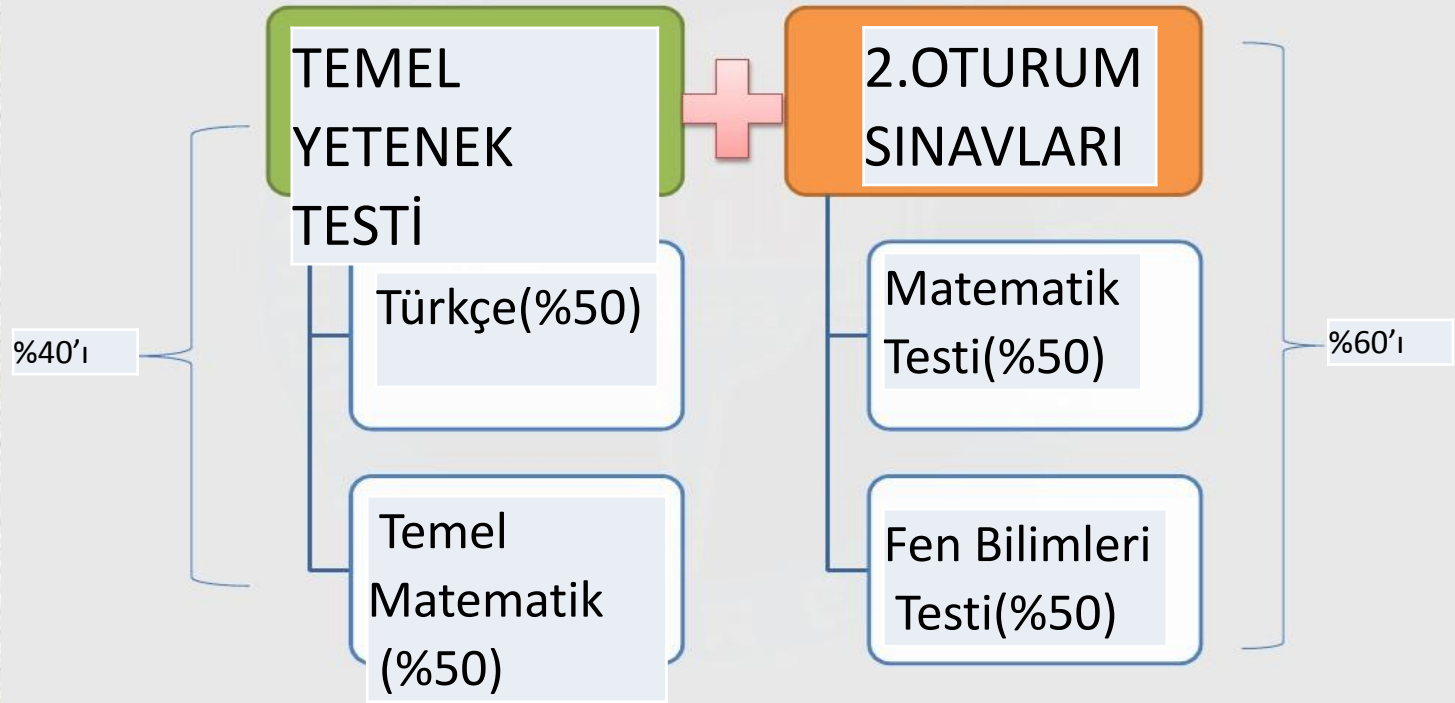 TEMEL
YETENEK
TESTİ
Türkçe(%50)
Temel
Matematik
(%50)
%40’ı
2.OTURUM
SINAVLARI
Matematik
Testi(%50)
Fen Bilimleri
Testi(%50)
%60’ı